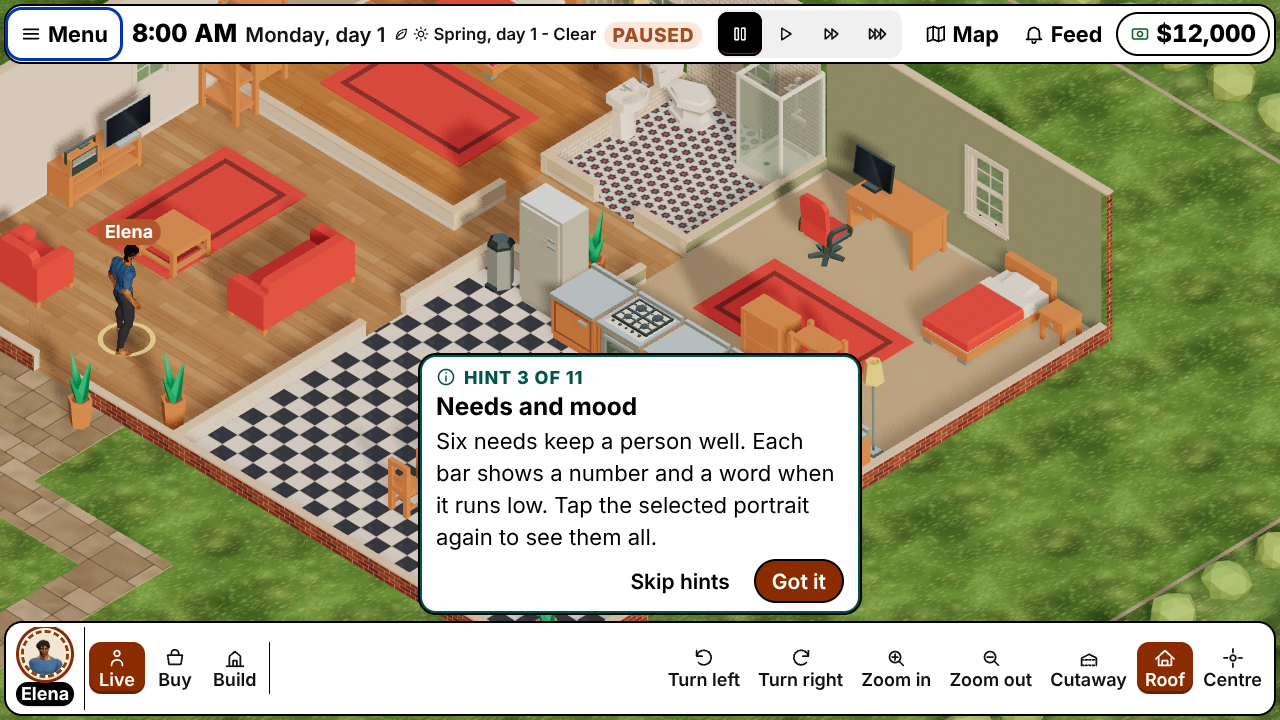 Menu
8:00 AM Monday, day 1 Spring, day 1 - Clear PAUSED
Map
Feed
$12,000
Elena
HINT 3 OF 11
Needs and mood
Six needs keep a person well. Each
bar shows a number and a word when
it runs low. Tap the selected portrait
again to see them all.
Skip hints
Got it
Elena
Live
Buy
Build
Turn left
Turn right
Zoom in
Zoom out
Cutaway
Roof
Centre